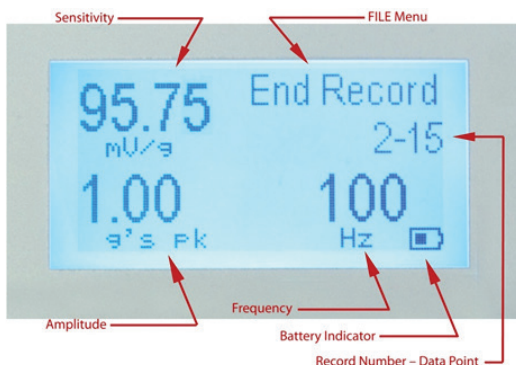 Sensitivity
FILE Menu
95.75
mV/g
End Record
2-15
1.00
g's pk
100
Hz
Frequency
Amplitude
Battery Indicator
Record Number – Data Point